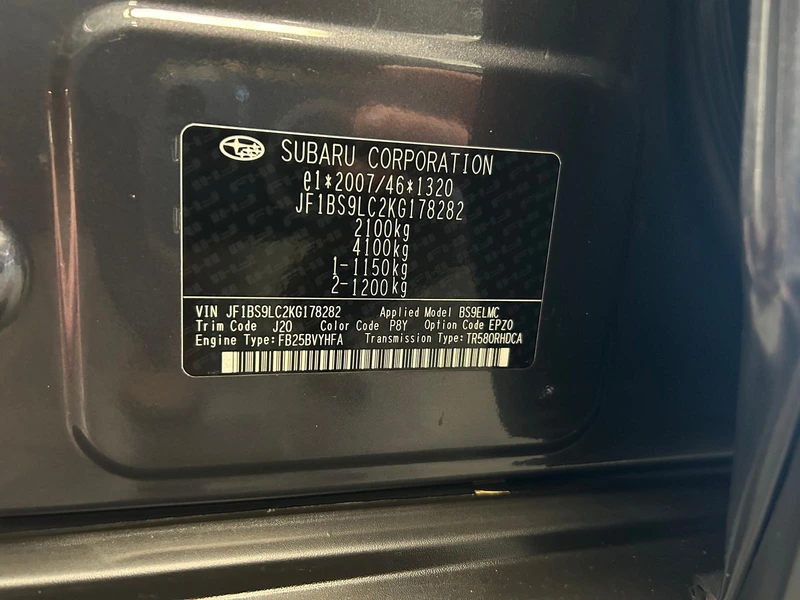 SUBARU CORPORATION
e1*2007/46*1320
JF1BS9LC2KG178282
2100kg
4100kg
1-1150kg
2-1200kg
VIN JF1BS9LC2KG178282 Applied Model BS9ELMC
Trim Code J20 Color Code P8Y Option Code EPZO
Engine Type: FB25BVYHFA Transmission Type: TR580RHDCA